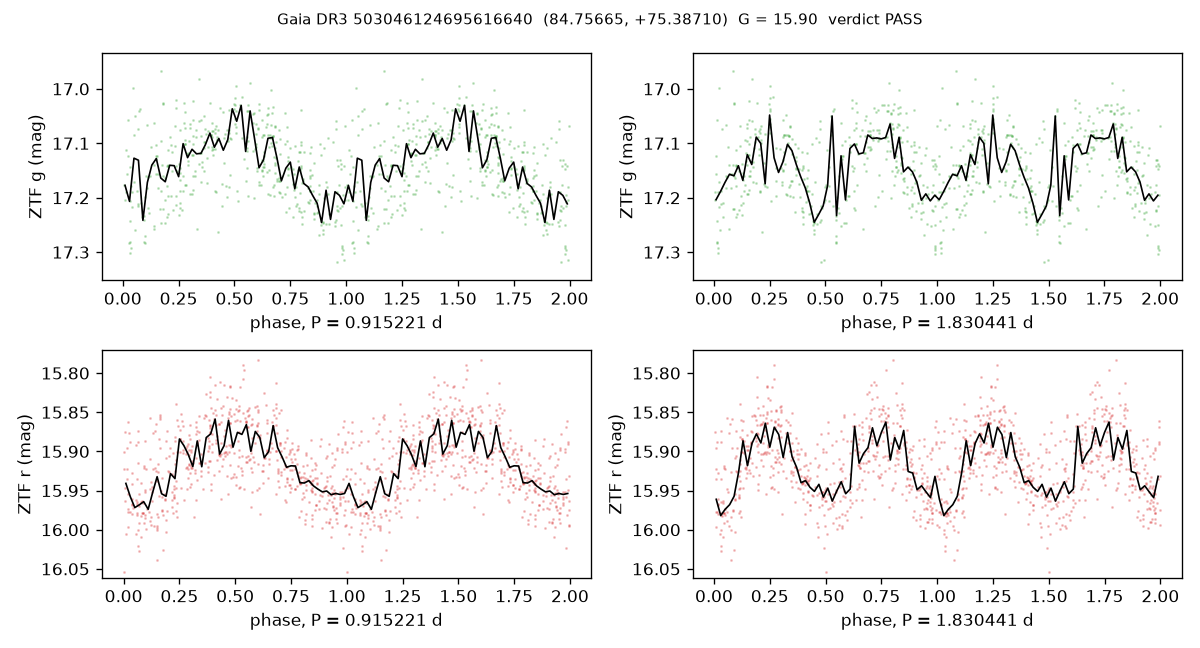 Gaia DR3 503046124695616640 (84.75665, +75.38710) G = 15.90 verdict PASS
ZTF g (mag)
17.0
17.1
17.2
17.3
0.00 0.25 0.50 0.75 1.00 1.25 1.50 1.75 2.00
phase, P = 0.915221 d
ZTF g (mag)
17.0
17.1
17.2
17.3
0.00 0.25 0.50 0.75 1.00 1.25 1.50 1.75 2.00
phase, P = 1.830441 d
ZTF r (mag)
15.80
15.85
15.90
15.95
16.00
16.05
0.00 0.25 0.50 0.75 1.00 1.25 1.50 1.75 2.00
phase, P = 0.915221 d
ZTF r (mag)
15.80
15.85
15.90
15.95
16.00
16.05
0.00 0.25 0.50 0.75 1.00 1.25 1.50 1.75 2.00
phase, P = 1.830441 d